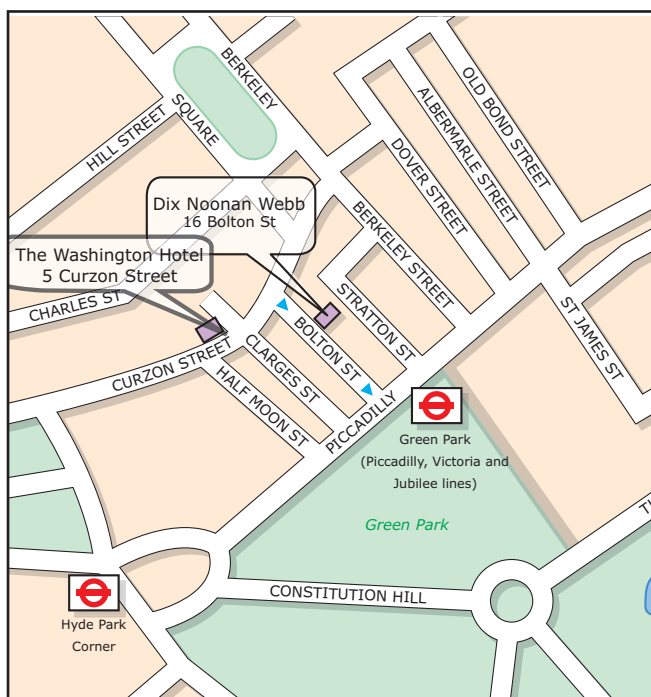 BERKELEY
SQUARE
HILL STREET
OLD BOND STREET
ALBERMARLE STREET
DOVER STREET
Dix Noonan Webb
16 Bolton St
BERKELEY STREET
The Washington Hotel
5 Curzon Street
CHARLES ST
STRATTON ST
ST JAMES ST
BOLTON ST
CURZON STREET
CLARGES ST
HALF MOON ST
PICCADILLY
Green Park
(Piccadilly, Victoria and
Jubilee lines)
Green Park
CONSTITUTION HILL
Hyde Park
Corner